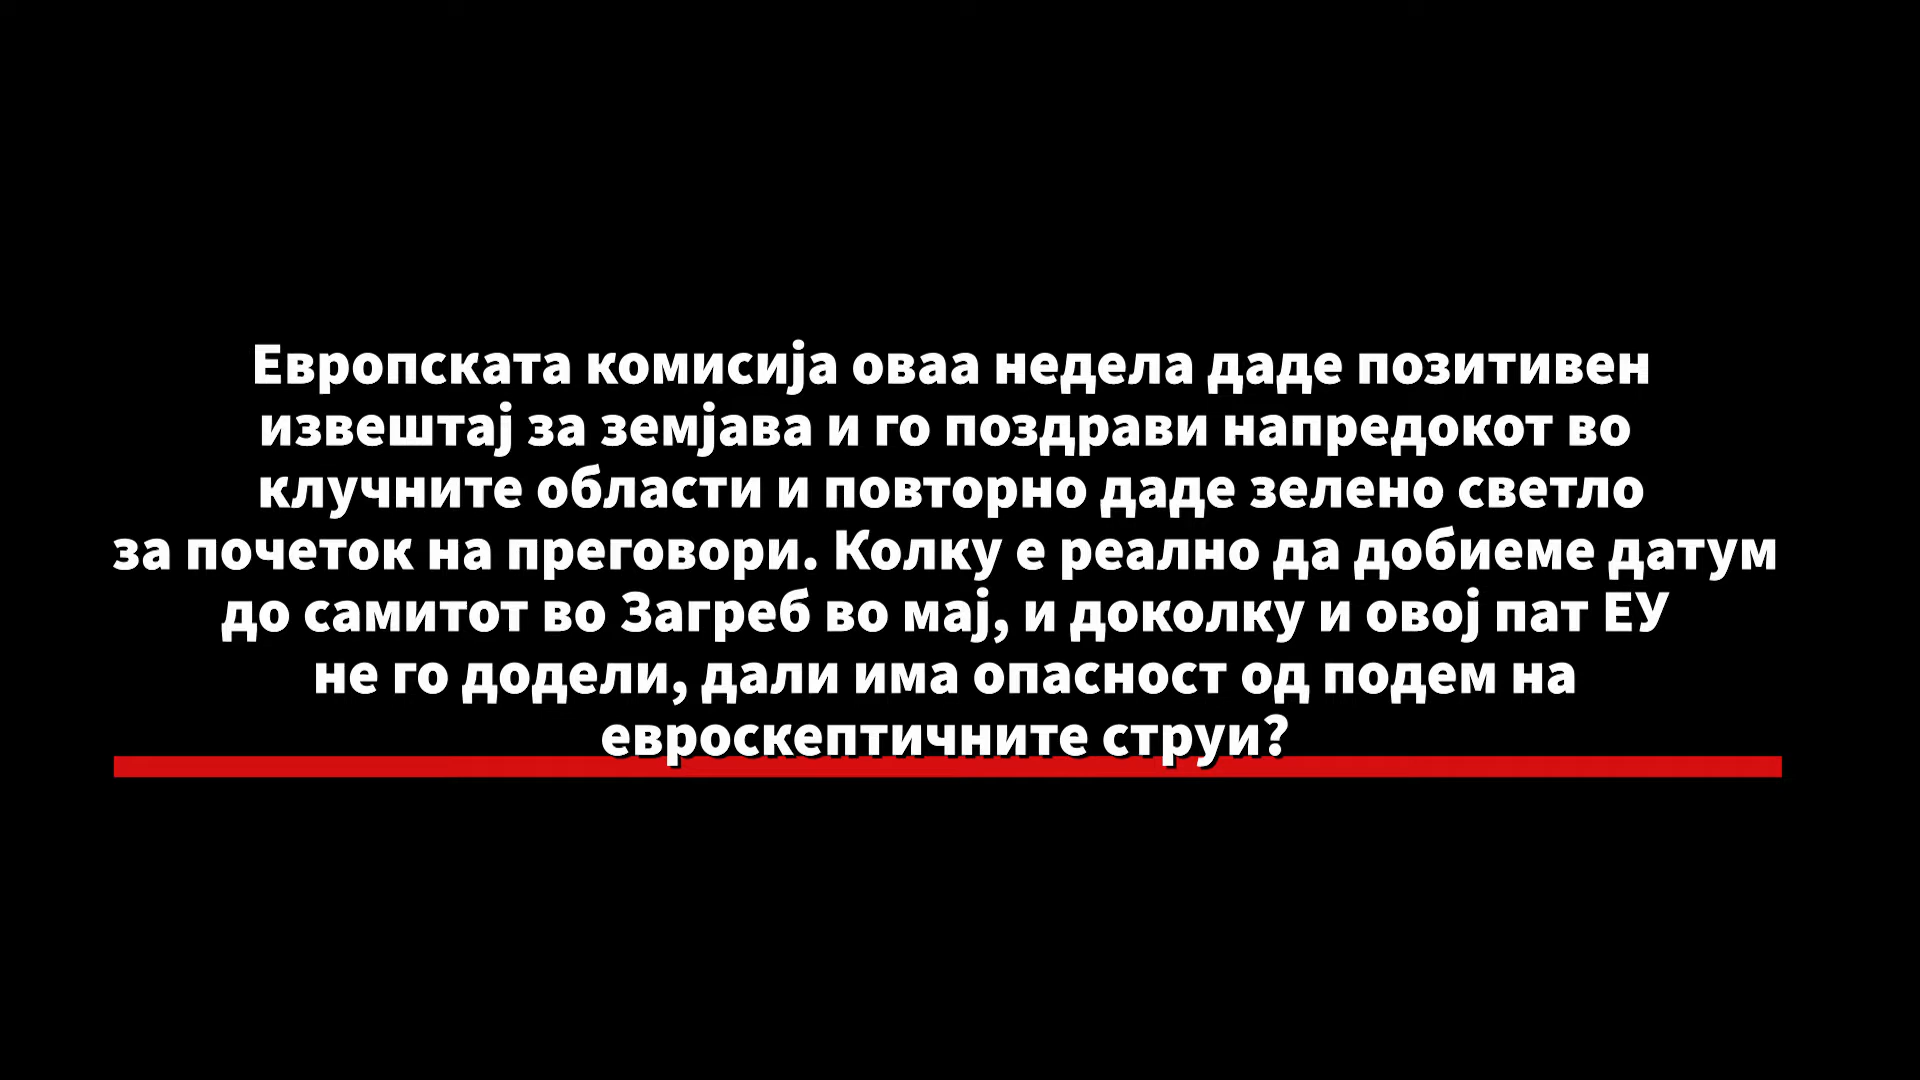 Европската комисија оваа недела даде позитивен
извештај за земјава и го поздрави напредокот во
клучните области и повторно даде зелено светло
за почеток на преговори. Колку е реално да добиеме датум
до самитот во Загреб во мај, и доколку и овој пат ЕУ
не го додели, дали има опасност од подем на
евроскептичните струи?